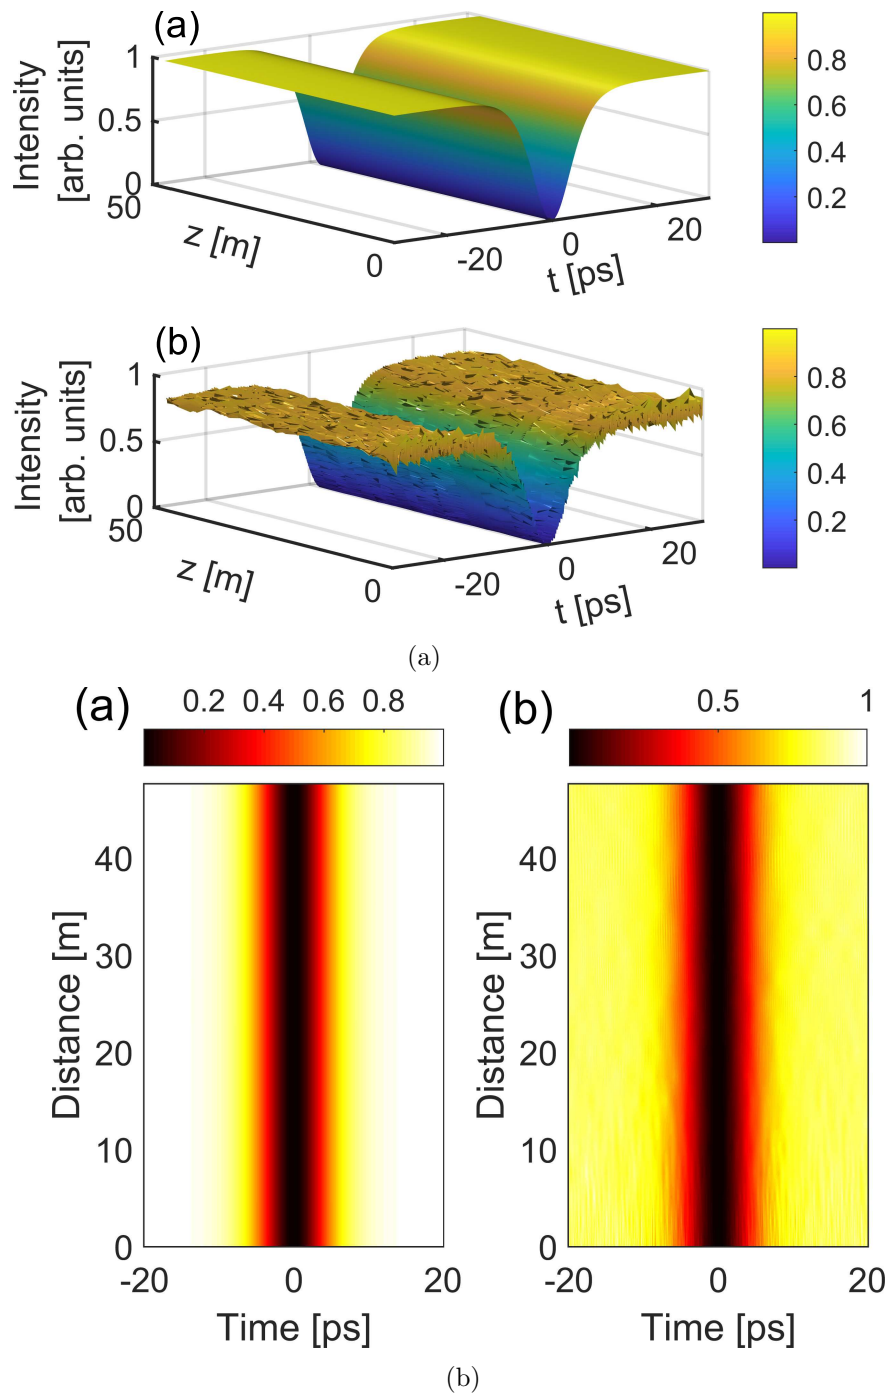 (a)
Intensity
[arb. units]
1
0.5
0
50
z [m]
0
-20
0
20
t [ps]
0.8
0.6
0.4
0.2
(b)
Intensity
[arb. units]
1
0.5
0
50
z [m]
0
-20
0
20
t [ps]
0.8
0.6
0.4
0.2
(a)
(a)
0.2 0.4 0.6 0.8
40
30
20
10
0
Distance [m]
-20 0 20
Time [ps]
(b)
0.5 1
40
30
20
10
0
Distance [m]
-20 0 20
Time [ps]
(b)